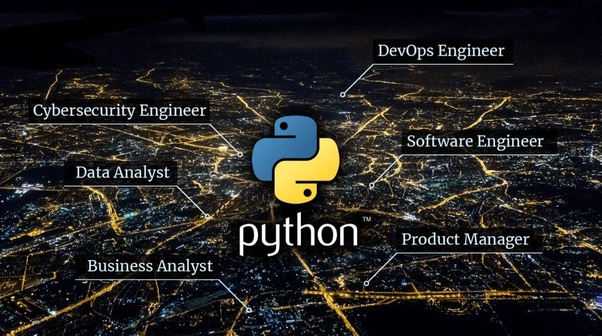 DevOps Engineer
Cybersecurity Engineer
Software Engineer
Data Analyst
python™
Product Manager
Business Analyst